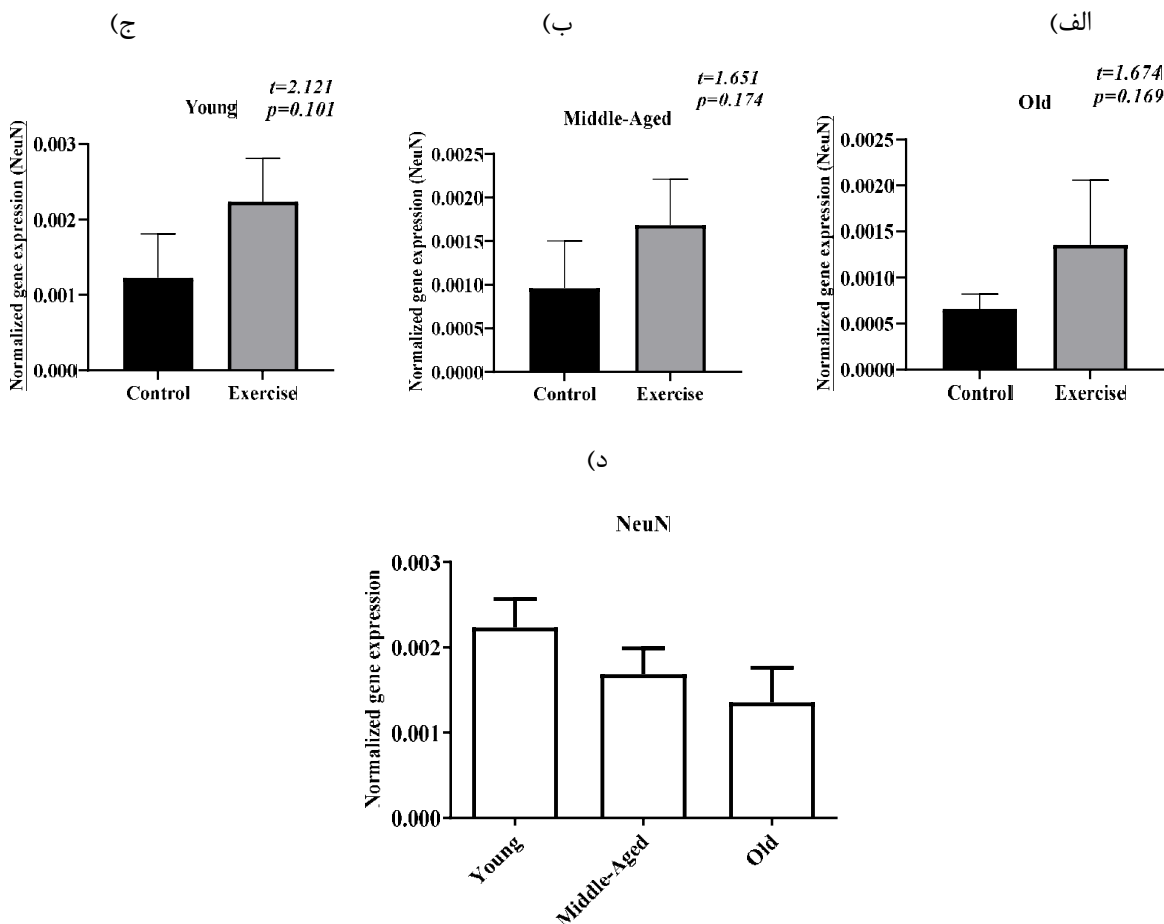 الف)
t=1.674
p=0.169
Old
Normalized gene expression (NeuN)
0.0025
0.0020
0.0015
0.0010
0.0005
0.0000
Control
Exercise
ب)
t=1.651
p=0.174
Middle-Aged
Normalized gene expression (NeuN)
0.0025
0.0020
0.0015
0.0010
0.0005
0.0000
Control
Exercise
ج)
t=2.121
p=0.101
Young
Normalized gene expression (NeuN)
0.003
0.002
0.001
0.000
Control
Exercise
د)
NeuN
Normalized gene expression
0.003
0.002
0.001
0.000
Young
Middle-Aged
Old